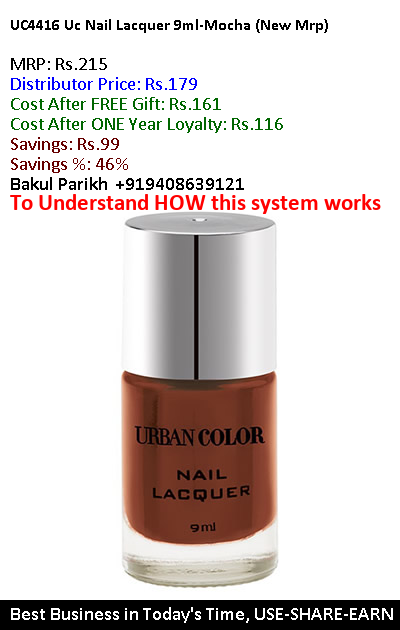 UC4416 Uc Nail Lacquer 9ml-Mocha (New Mrp)
MRP: Rs.215
Distributor Price: Rs.179
Cost After FREE Gift: Rs.161
Cost After ONE Year Loyalty: Rs.116
Savings: Rs.99
Savings %: 46%
Bakul Parikh +919408639121
To Understand HOW this system works
URBAN COLOR
NAIL
LACQUER
9ml
Best Business in Today's Time, USE-SHARE-EARN